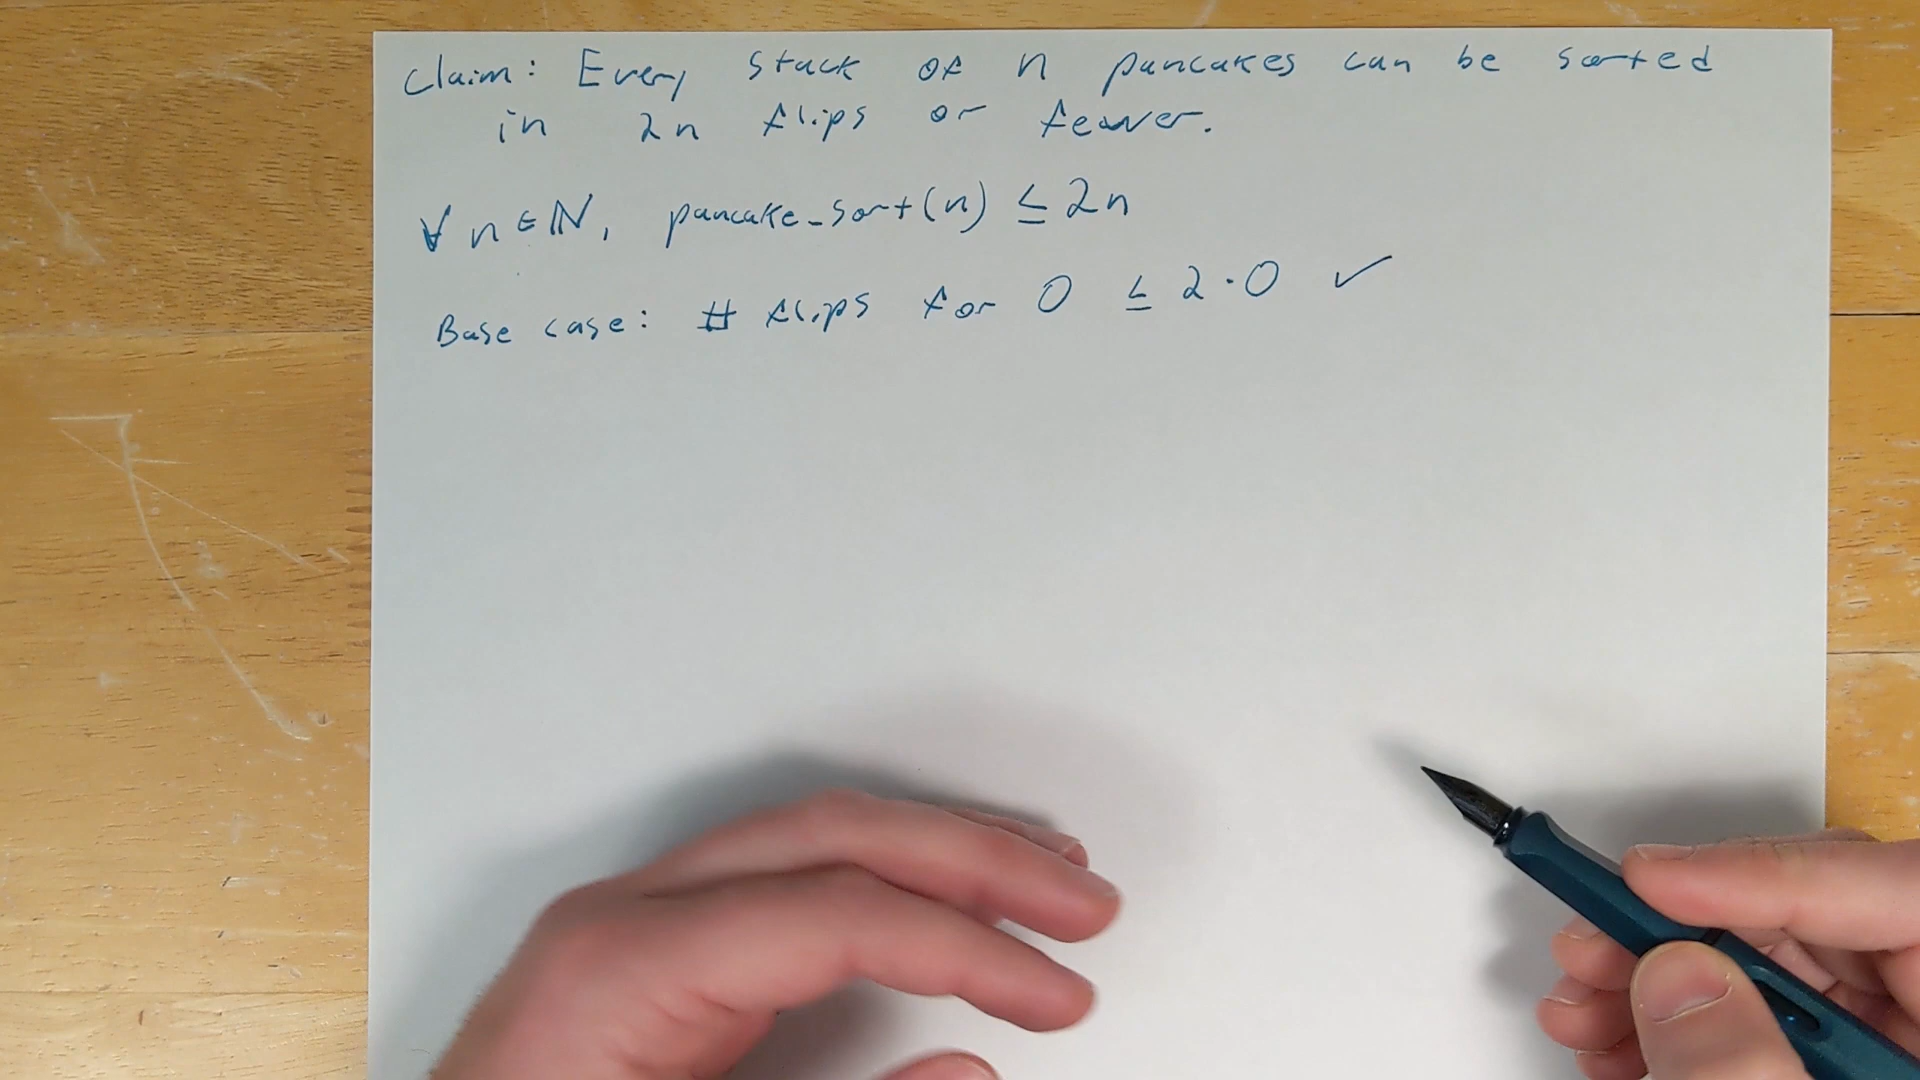 Claim: Every stack of n pancakes can be sorted
in 2n flips or fewer.
∀ n ∈ ℕ, pancake_sort(n) ≤ 2n
Base case: # flips for 0 ≤ 2·0 ✓